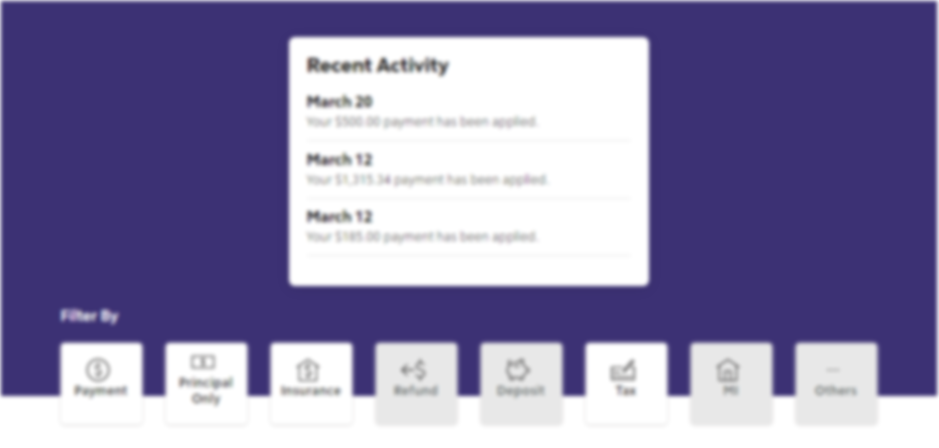 Recent Activity
March 20
Your $500.00 payment has been applied.
March 12
Your $1,315.34 payment has been applied.
March 12
Your $185.00 payment has been applied.
Filter By
Payment
Principal
Only
Insurance
Refund
Deposit
Tax
MI
Others